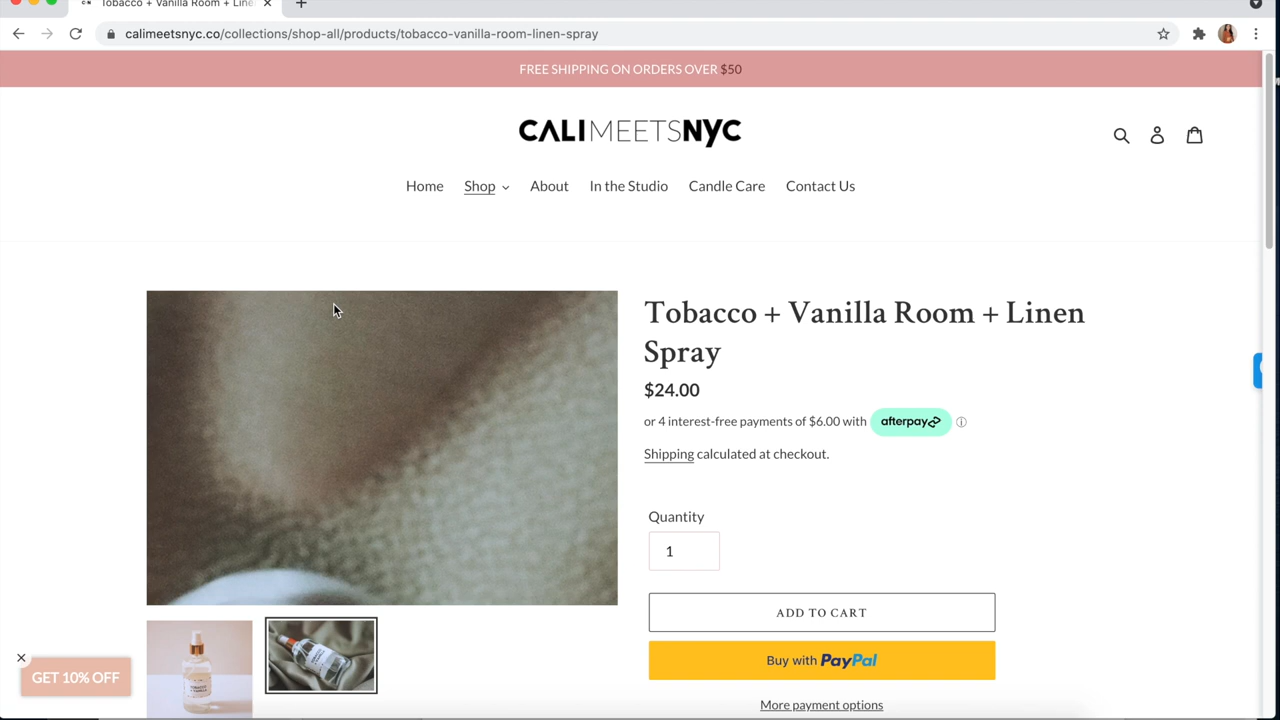 Tobacco + Vanilla Room + Line
calimeetsnyc.co/collections/shop-all/products/tobacco-vanilla-room-linen-spray
FREE SHIPPING ON ORDERS OVER $50
CALIMEETSNYC
Home Shop About In the Studio Candle Care Contact Us
Tobacco + Vanilla Room + Linen
Spray
$24.00
or 4 interest-free payments of $6.00 with afterpay
Shipping calculated at checkout.
Quantity
1
ADD TO CART
Buy with PayPal
More payment options
GET 10% OFF